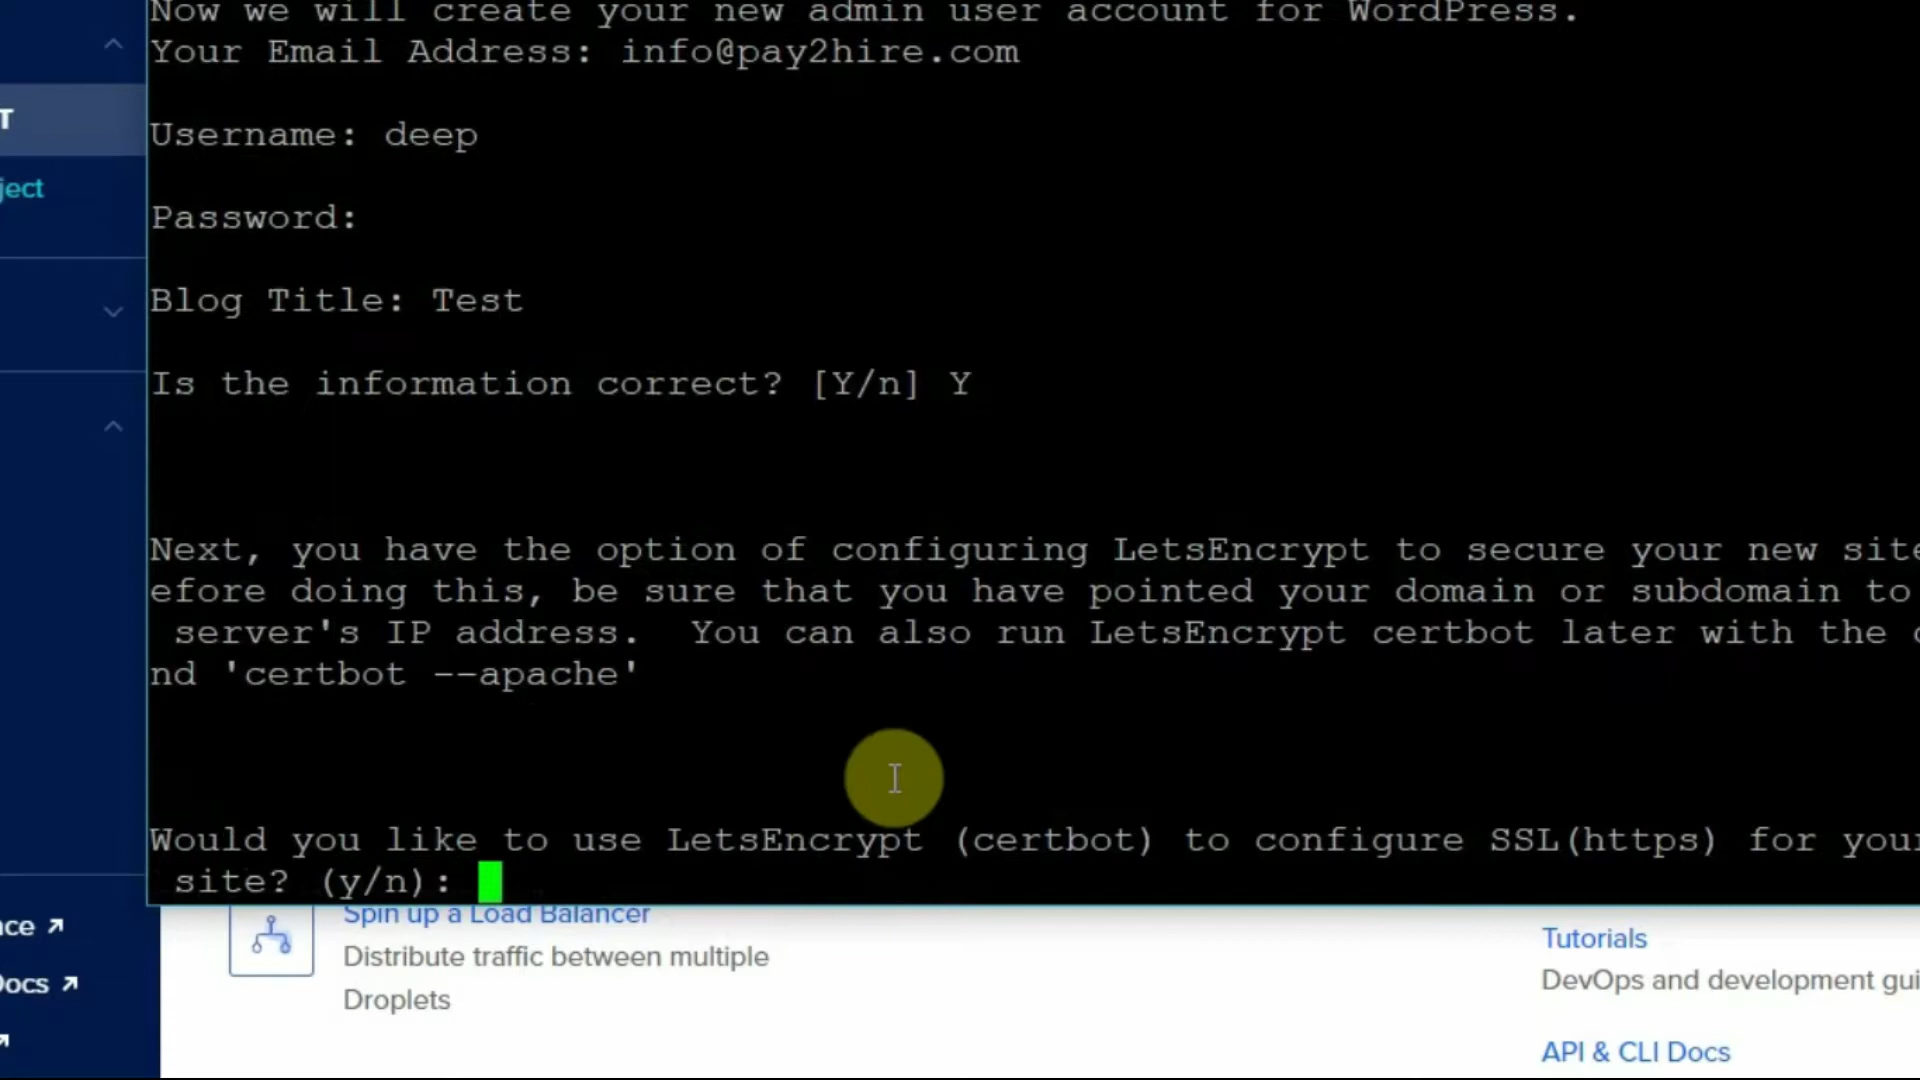 Now we will create your new admin user account for WordPress.
Your Email Address: info@pay2hire.com
Username: deep
Password:
Blog Title: Test
Is the information correct? [Y/n] Y
Next, you have the option of configuring LetsEncrypt to secure your new site
efore doing this, be sure that you have pointed your domain or subdomain to
server's IP address.  You can also run LetsEncrypt certbot later with the c
nd 'certbot --apache'
Would you like to use LetsEncrypt (certbot) to configure SSL(https) for your
site? (y/n):
T
ject
nce
Docs
Spin up a Load Balancer
Distribute traffic between multiple
Droplets
Tutorials
DevOps and development gui
API & CLI Docs